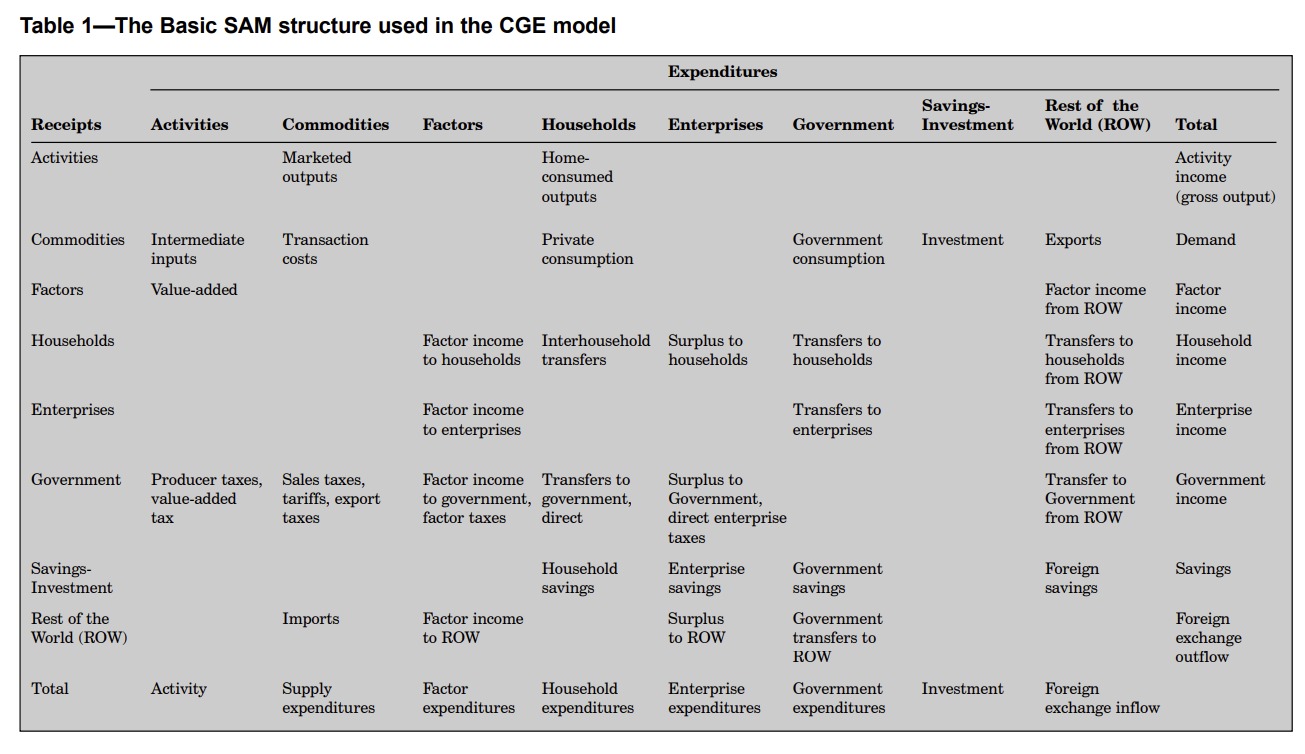 Table 1—The Basic SAM structure used in the CGE model
Expenditures
Savings- Rest of the
Receipts Activities Commodities Factors Households Enterprises Government Investment World (ROW) Total
Activities Marketed Home- Activity
outputs consumed income
outputs (gross output)
Commodities Intermediate Transaction Private Government Investment Exports Demand
inputs costs consumption consumption
Factors Value-added Factor income Factor
from ROW income
Households Factor income Interhousehold Surplus to Transfers to Transfers to Household
to households transfers households households households income
from ROW
Enterprises Factor income Transfers to Transfers to Enterprise
to enterprises enterprises enterprises income
from ROW
Government Producer taxes, Sales taxes, Factor income Transfers to Surplus to Transfer to Government
value-added tariffs, export to government, government, Government, Government income
tax taxes factor taxes direct direct enterprise from ROW
taxes
Savings- Household Enterprise Government Foreign Savings
Investment savings savings savings savings
Rest of the Imports Factor income Surplus Government Foreign
World (ROW) to ROW to ROW transfers to exchange
ROW outflow
Total Activity Supply Factor Household Enterprise Government Investment Foreign
expenditures expenditures expenditures expenditures expenditures exchange inflow